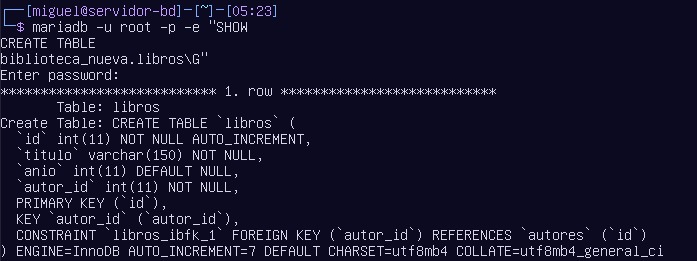 ┌──[miguel@servidor-bd]─[~]─[05:23]
└─$ mariadb -u root -p -e "SHOW
CREATE TABLE
biblioteca_nueva.libros\G"
Enter password:
*************************** 1. row ***************************
       Table: libros
Create Table: CREATE TABLE `libros` (
  `id` int(11) NOT NULL AUTO_INCREMENT,
  `titulo` varchar(150) NOT NULL,
  `anio` int(11) DEFAULT NULL,
  `autor_id` int(11) NOT NULL,
  PRIMARY KEY (`id`),
  KEY `autor_id` (`autor_id`),
  CONSTRAINT `libros_ibfk_1` FOREIGN KEY (`autor_id`) REFERENCES `autores` (`id`)
) ENGINE=InnoDB AUTO_INCREMENT=7 DEFAULT CHARSET=utf8mb4 COLLATE=utf8mb4_general_ci